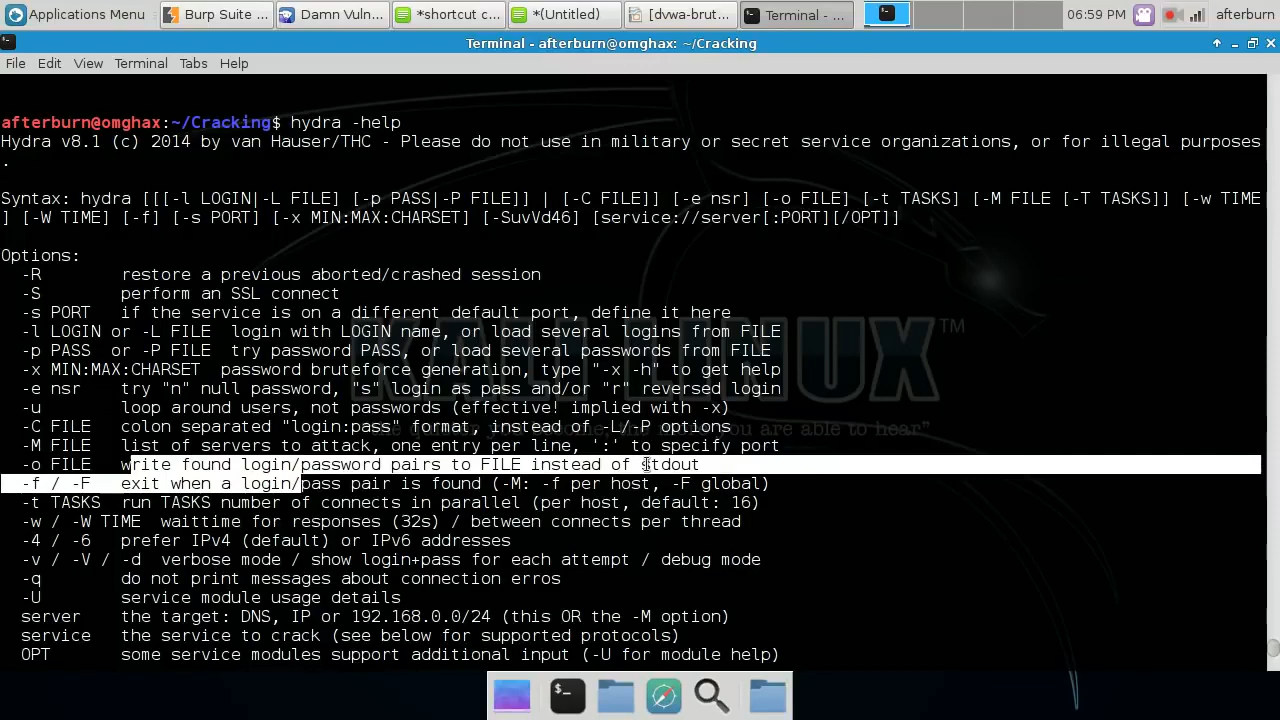 Applications Menu
Burp Suite ...
Damn Vuln...
*shortcut c...
*(Untitled)
[dvwa-brut...
Terminal - ...
06:59 PM
afterburn
Terminal - afterburn@omghax: ~/Cracking
File Edit View Terminal Tabs Help
afterburn@omghax:~/Cracking$ hydra -help
Hydra v8.1 (c) 2014 by van Hauser/THC - Please do not use in military or secret service organizations, or for illegal purposes
.
Syntax: hydra [[[-l LOGIN|-L FILE] [-p PASS|-P FILE]] | [-C FILE]] [-e nsr] [-o FILE] [-t TASKS] [-M FILE [-T TASKS]] [-w TIME
] [-W TIME] [-f] [-s PORT] [-x MIN:MAX:CHARSET] [-SuvVd46] [service://server[:PORT][/OPT]]
Options:
-R restore a previous aborted/crashed session
-S perform an SSL connect
-s PORT if the service is on a different default port, define it here
-l LOGIN or -L FILE login with LOGIN name, or load several logins from FILE
-p PASS or -P FILE try password PASS, or load several passwords from FILE
-x MIN:MAX:CHARSET password bruteforce generation, type "-x -h" to get help
-e nsr try "n" null password, "s" login as pass and/or "r" reversed login
-u loop around users, not passwords (effective! implied with -x)
-C FILE colon separated "login:pass" format, instead of -L/-P options
-M FILE list of servers to attack, one entry per line, ':' to specify port
-o FILE write found login/password pairs to FILE instead of stdout
-f / -F exit when a login/pass pair is found (-M: -f per host, -F global)
-t TASKS run TASKS number of connects in parallel (per host, default: 16)
-w / -W TIME waittime for responses (32s) / between connects per thread
-4 / -6 prefer IPv4 (default) or IPv6 addresses
-v / -V / -d verbose mode / show login+pass for each attempt / debug mode
-q do not print messages about connection erros
-U service module usage details
server the target: DNS, IP or 192.168.0.0/24 (this OR the -M option)
service the service to crack (see below for supported protocols)
OPT some service modules support additional input (-U for module help)
KALI LINUX™